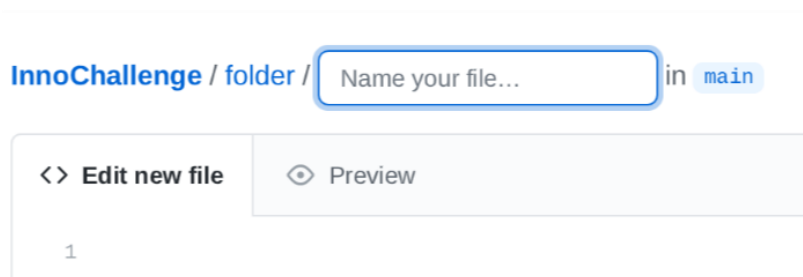 InnoChallenge / folder / Name your file... in main
<> Edit new file Preview
1